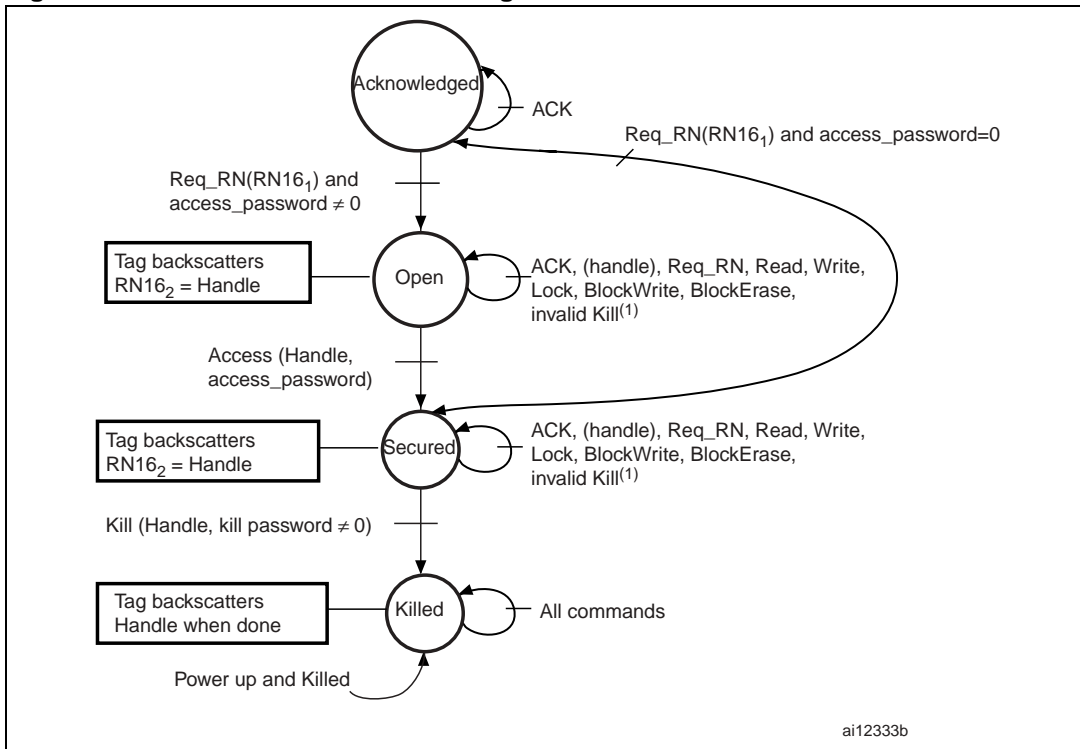 Acknowledged
ACK
Req_RN(RN16₁) and access_password=0
Req_RN(RN16₁) and
access_password ≠ 0
Tag backscatters
RN16₂ = Handle
Open
ACK, (handle), Req_RN, Read, Write,
Lock, BlockWrite, BlockErase,
invalid Kill⁽¹⁾
Access (Handle,
access_password)
Tag backscatters
RN16₂ = Handle
Secured
ACK, (handle), Req_RN, Read, Write,
Lock, BlockWrite, BlockErase,
invalid Kill⁽¹⁾
Kill (Handle, kill password ≠ 0)
Tag backscatters
Handle when done
Killed
All commands
Power up and Killed
ai12333b